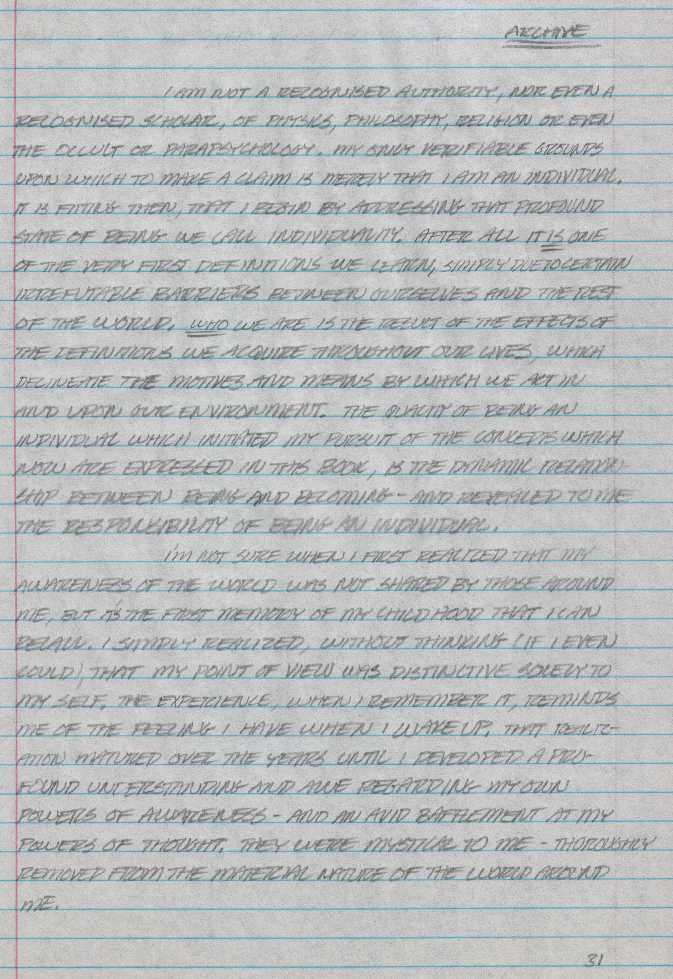 ARCHIVE
I AM NOT A RECOGNISED AUTHORITY, NOR EVEN A
RECOGNISED SCHOLAR, OF PHYSICS, PHILOSOPHY, RELIGION OR EVEN
THE OCCULT OR PARAPSYCHOLOGY. MY ONLY VERIFIABLE GROUNDS
UPON WHICH TO MAKE A CLAIM IS MERELY THAT I AM AN INDIVIDUAL.
IT IS FITTING THEN, THAT I BEGIN BY ADDRESSING THAT PROFOUND
STATE OF BEING WE CALL INDIVIDUALITY. AFTER ALL IT IS ONE
OF THE VERY FIRST DEFINITIONS WE LEARN, SIMPLY DUE TO CERTAIN
IRREFUTABLE BARRIERS BETWEEN OURSELVES AND THE REST
OF THE WORLD. WHO WE ARE IS THE RESULT OF THE EFFECTS OF
THE DEFINITIONS WE ACQUIRE THROUGHOUT OUR LIVES, WHICH
DELINEATE THE MOTIVES AND MEANS BY WHICH WE ACT IN
AND UPON OUR ENVIRONMENT. THE QUALITY OF BEING AN
INDIVIDUAL WHICH INITIATED MY PURSUIT OF THE CONCEPTS WHICH
NOW ARE EXPRESSED IN THIS BOOK, IS THE DYNAMIC RELATION-
SHIP BETWEEN BEING AND BECOMING - AND REVEALED TO ME
THE RESPONSIBILITY OF BEING AN INDIVIDUAL.
I'M NOT SURE WHEN I FIRST REALIZED THAT MY
AWARENESS OF THE WORLD WAS NOT SHARED BY THOSE AROUND
ME, BUT IT'S THE FIRST MEMORY OF MY CHILDHOOD THAT I CAN
RECALL. I SIMPLY REALIZED, WITHOUT THINKING (IF I EVEN
COULD), THAT MY POINT OF VIEW WAS DISTINCTIVE SOLELY TO
MY SELF. THE EXPERIENCE, WHEN I REMEMBER IT, REMINDS
ME OF THE FEELING I HAVE WHEN I WAKE UP. THAT REALIZ-
ATION MATURED OVER THE YEARS UNTIL I DEVELOPED A PRO-
FOUND UNDERSTANDING AND AWE REGARDING MY OWN
POWERS OF AWARENESS - AND AN AVID BAFFLEMENT AT MY
POWERS OF THOUGHT. THEY WERE MYSTICAL TO ME - THOROUGHLY
REMOVED FROM THE MATERIAL NATURE OF THE WORLD AROUND
ME.
31